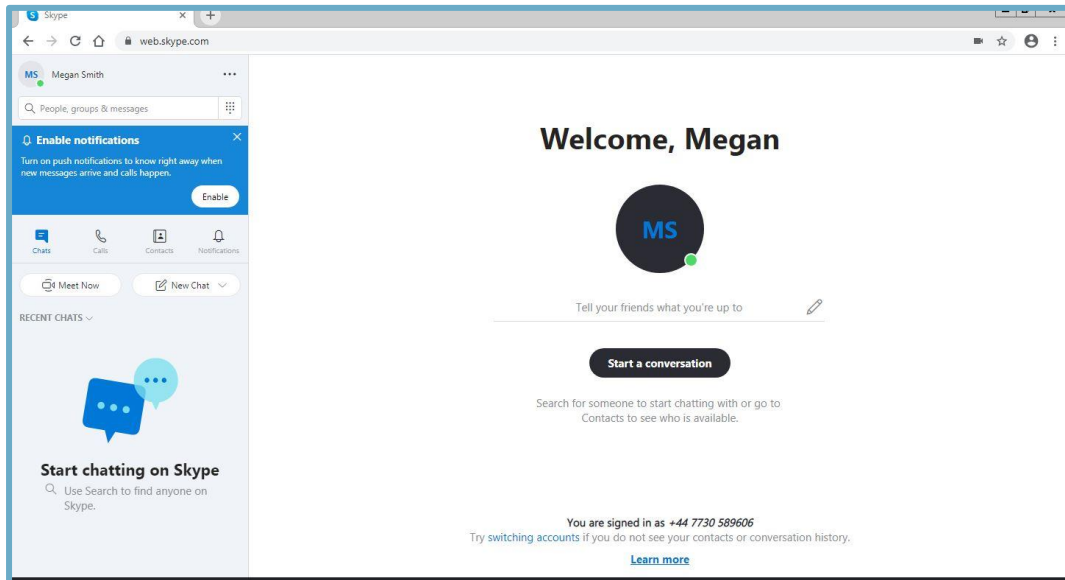 Skype
web.skype.com
MS Megan Smith
People, groups & messages
Enable notifications
Turn on push notifications to know right away when
new messages arrive and calls happen.
Enable
Chats Calls Contacts Notifications
Meet Now New Chat
RECENT CHATS
Start chatting on Skype
Use Search to find anyone on
Skype.
Welcome, Megan
MS
Tell your friends what you're up to
Start a conversation
Search for someone to start chatting with or go to
Contacts to see who is available.
You are signed in as +44 7730 589606
Try switching accounts if you do not see your contacts or conversation history.
Learn more